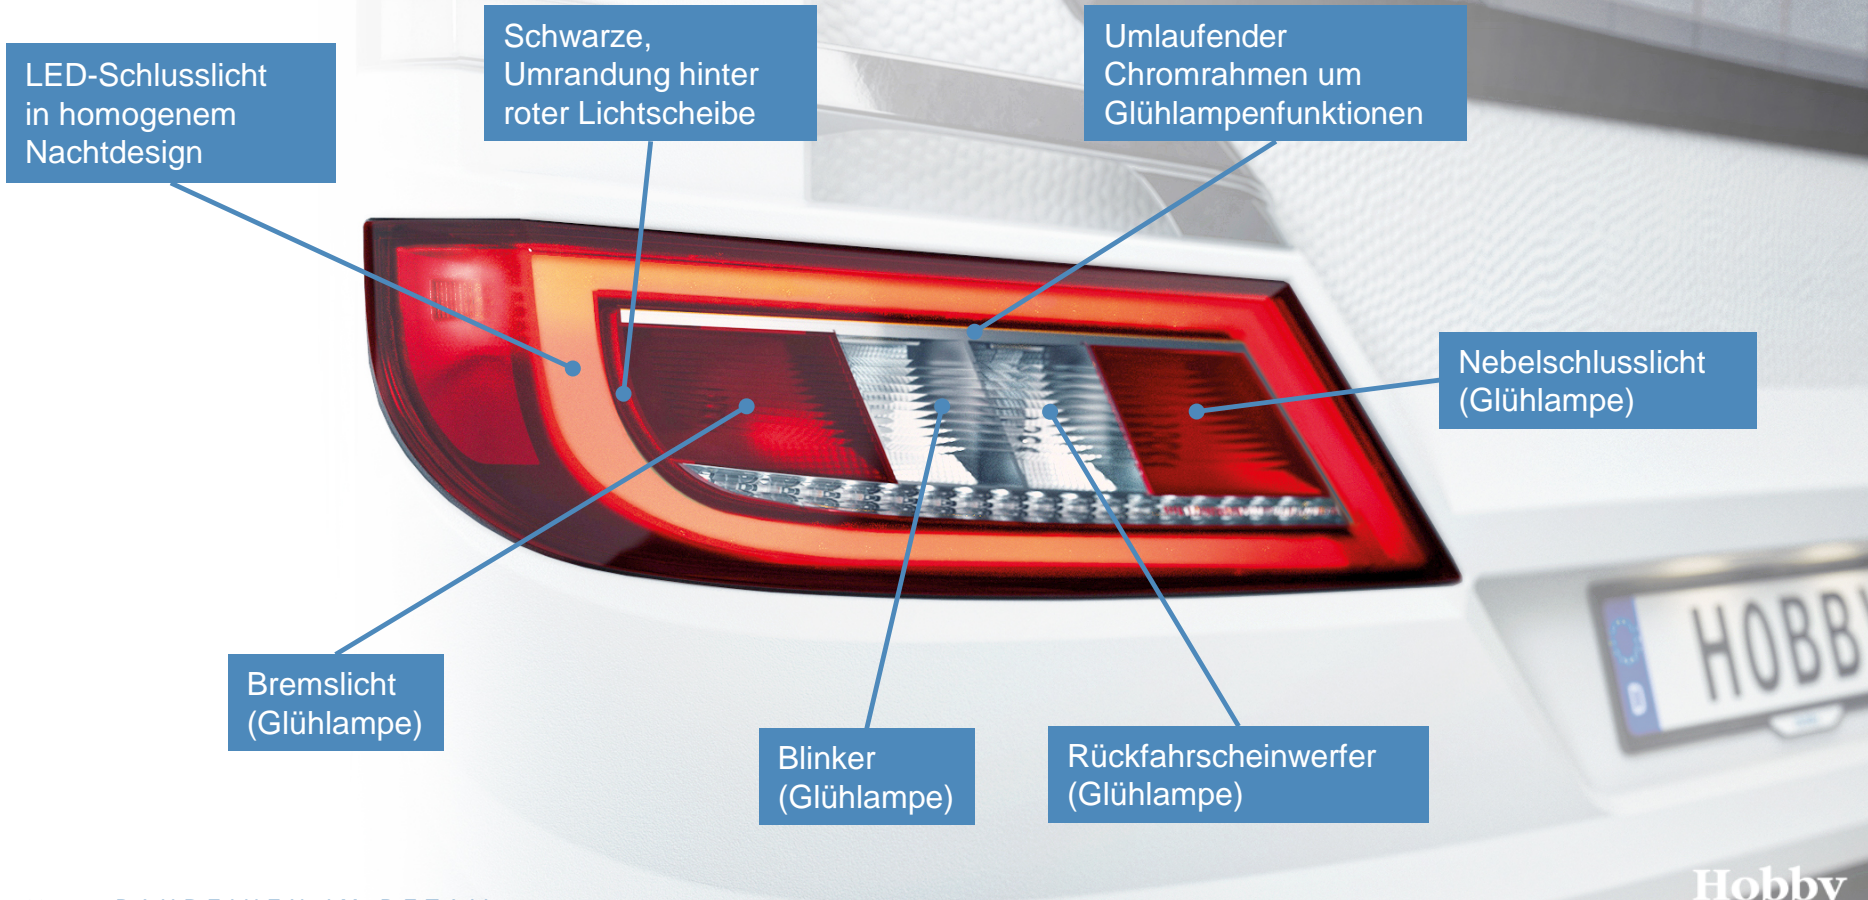 Schwarze,
Umrandung hinter
roter Lichtscheibe
Umlaufender
Chromrahmen um
Glühlampenfunktionen
LED-Schlusslicht
in homogenem
Nachtdesign
Nebelschlusslicht
(Glühlampe)
Bremslicht
(Glühlampe)
Blinker
(Glühlampe)
Rückfahrscheinwerfer
(Glühlampe)
HOBB
Hobby